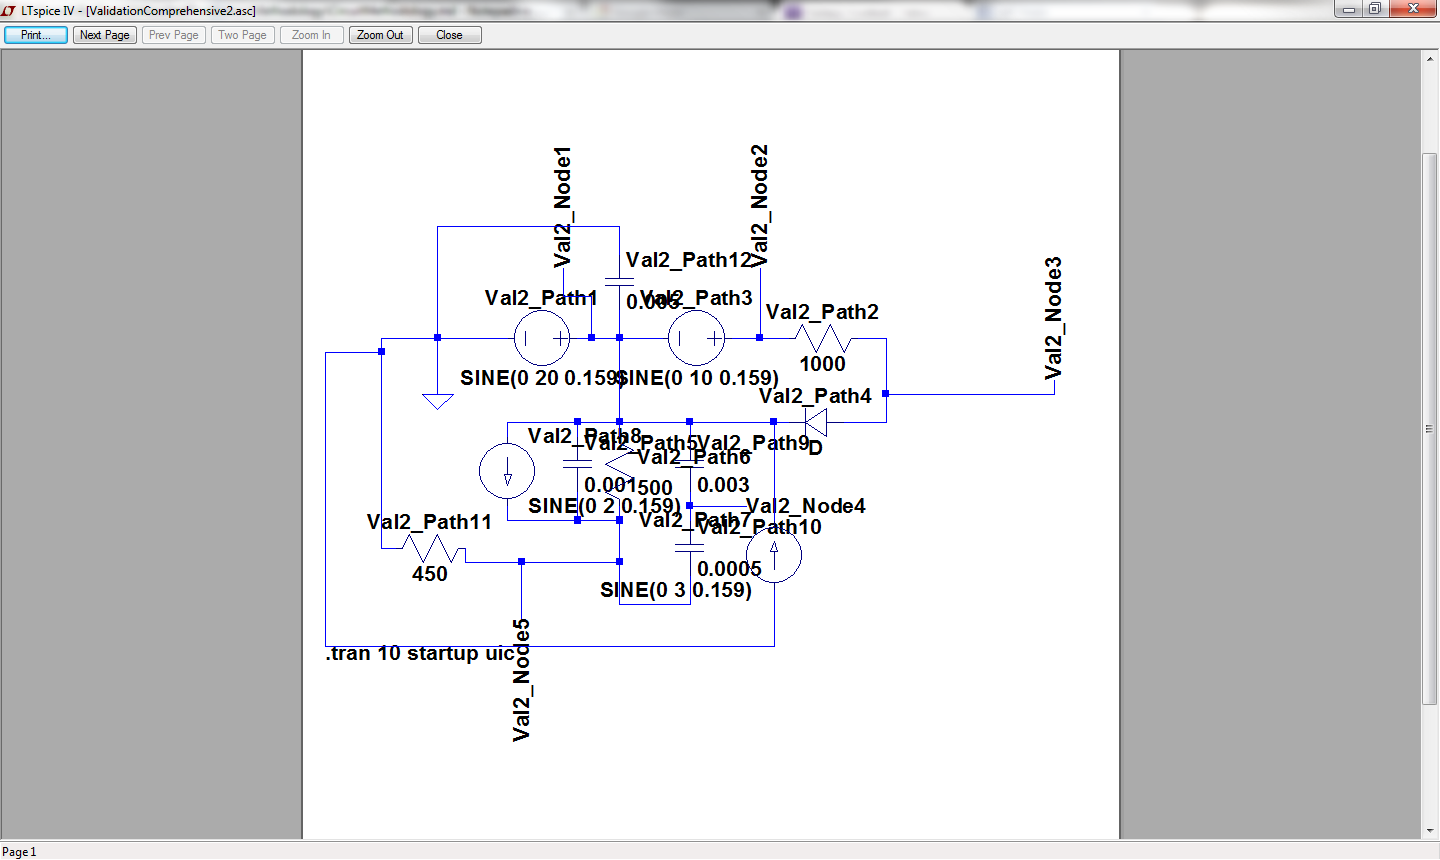 LTspice IV - [ValidationComprehensive2.asc]
Print...
Next Page
Prev Page
Two Page
Zoom In
Zoom Out
Close
Val2_Node1
Val2_Node2
Val2_Path12
0.005
Val2_Node3
Val2_Path1
Val2_Path3
Val2_Path2
1000
SINE(0 20 0.159)
SINE(0 10 0.159)
Val2_Path4
D
Val2_Path8
Val2_Path5
Val2_Path9
Val2_Path6
0.001
500
0.003
SINE(0 2 0.159)
Val2_Node4
Val2_Path11
Val2_Path7
Val2_Path10
450
0.0005
SINE(0 3 0.159)
.tran 10 startup uic
Val2_Node5
Page 1